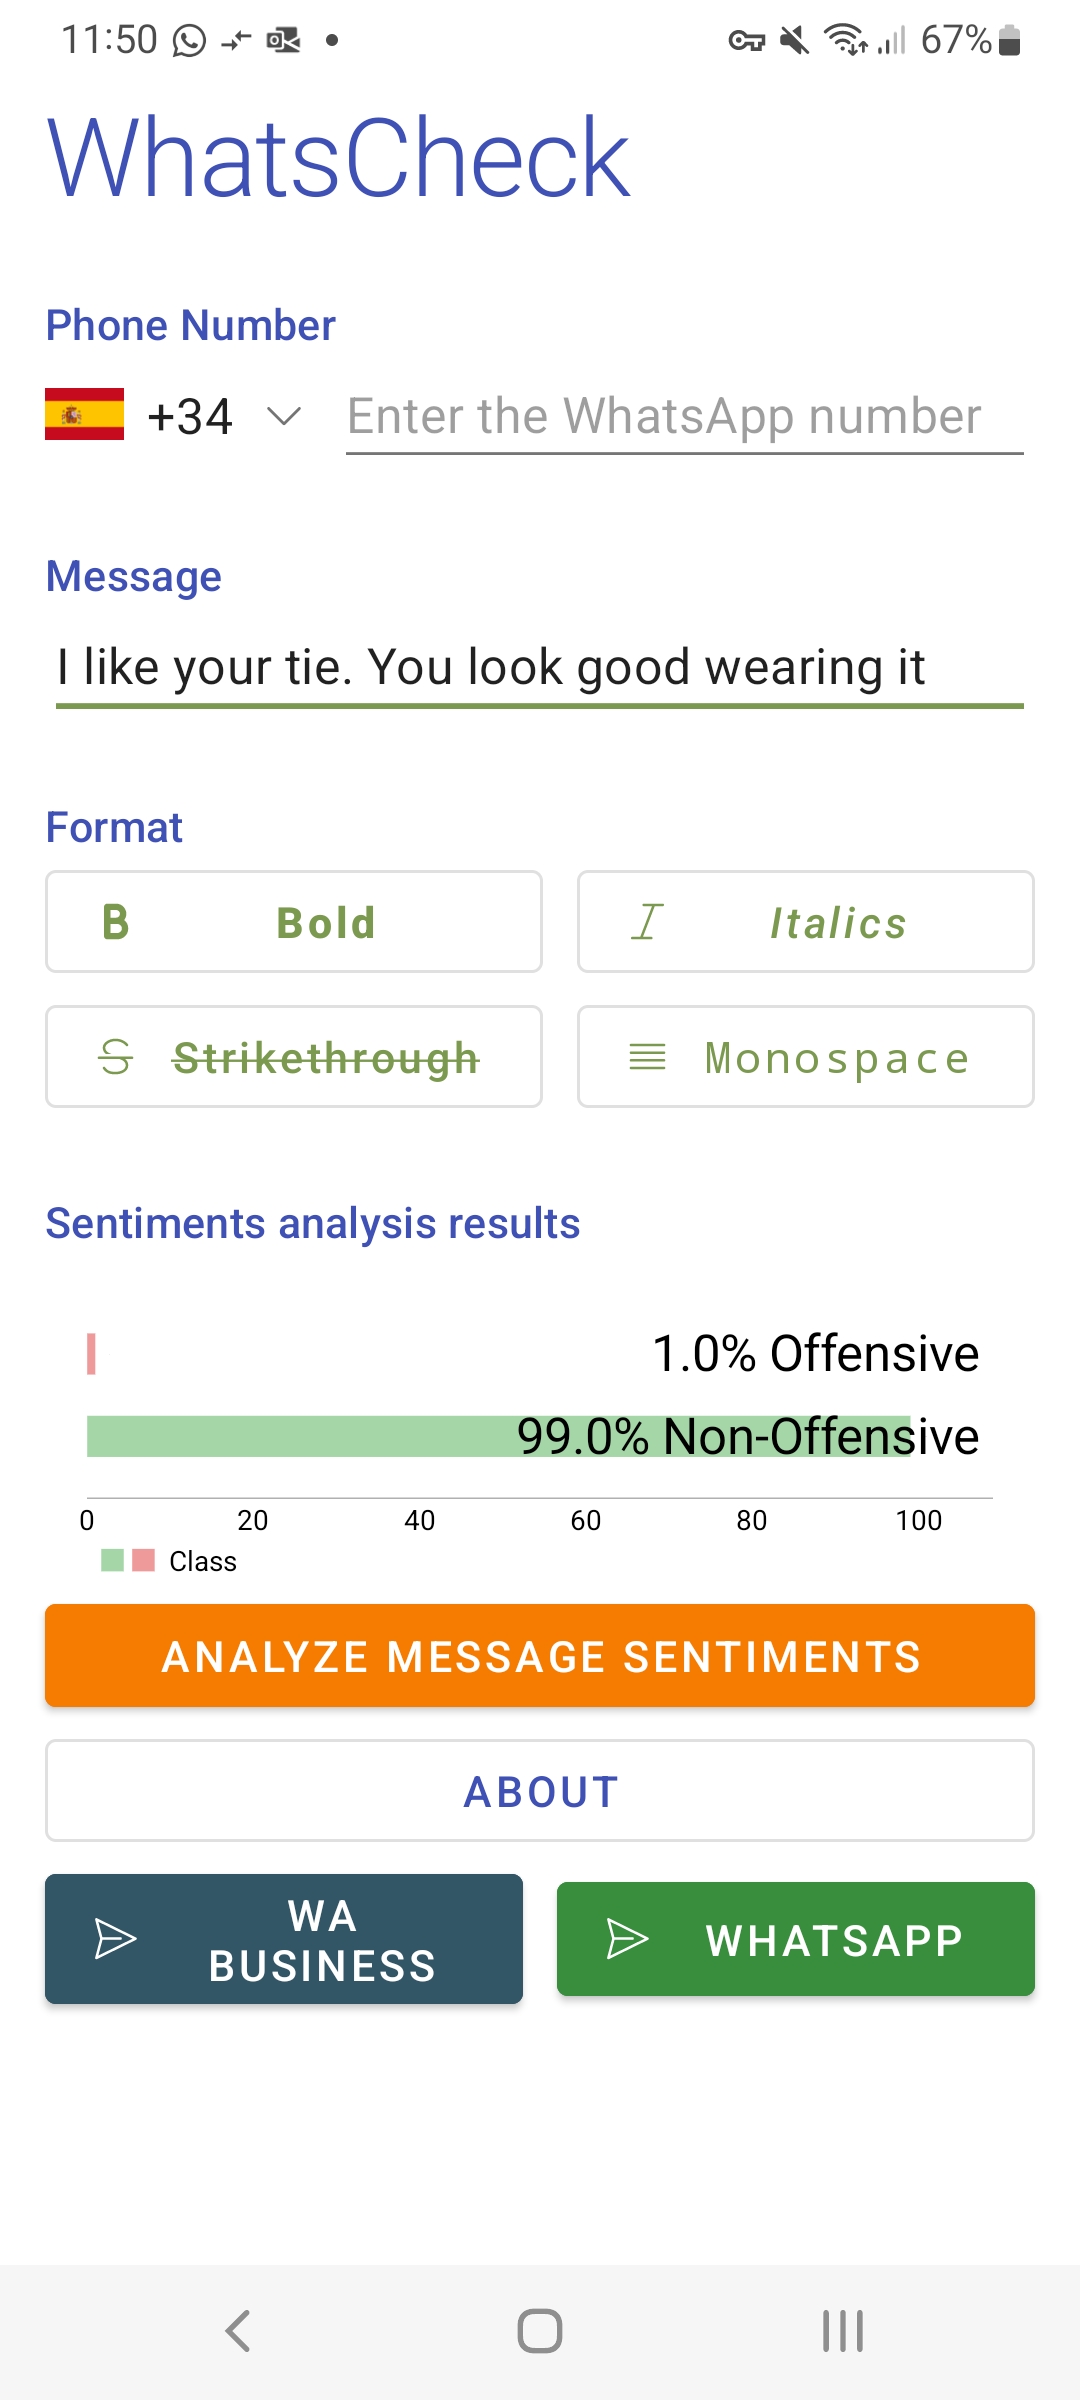 11:50 67%
WhatsCheck
Phone Number
+34 Enter the WhatsApp number
Message
I like your tie. You look good wearing it
Format
B Bold I Italics
S Strikethrough Monospace
Sentiments analysis results
1.0% Offensive
99.0% Non-Offensive
0 20 40 60 80 100
Class
ANALYZE MESSAGE SENTIMENTS
ABOUT
WA
BUSINESS
WHATSAPP